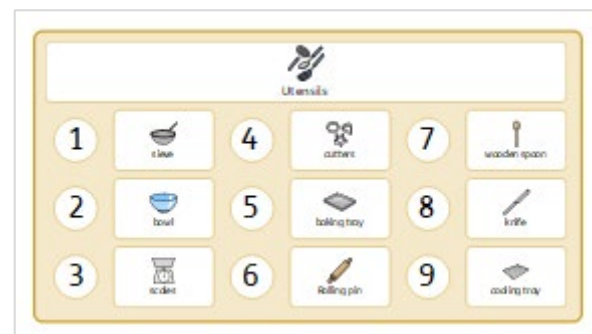 Utensils
1 sieve 4 cutters 7 wooden spoon
2 bowl 5 baking tray 8 knife
3 scales 6 Rolling pin 9 cooling tray